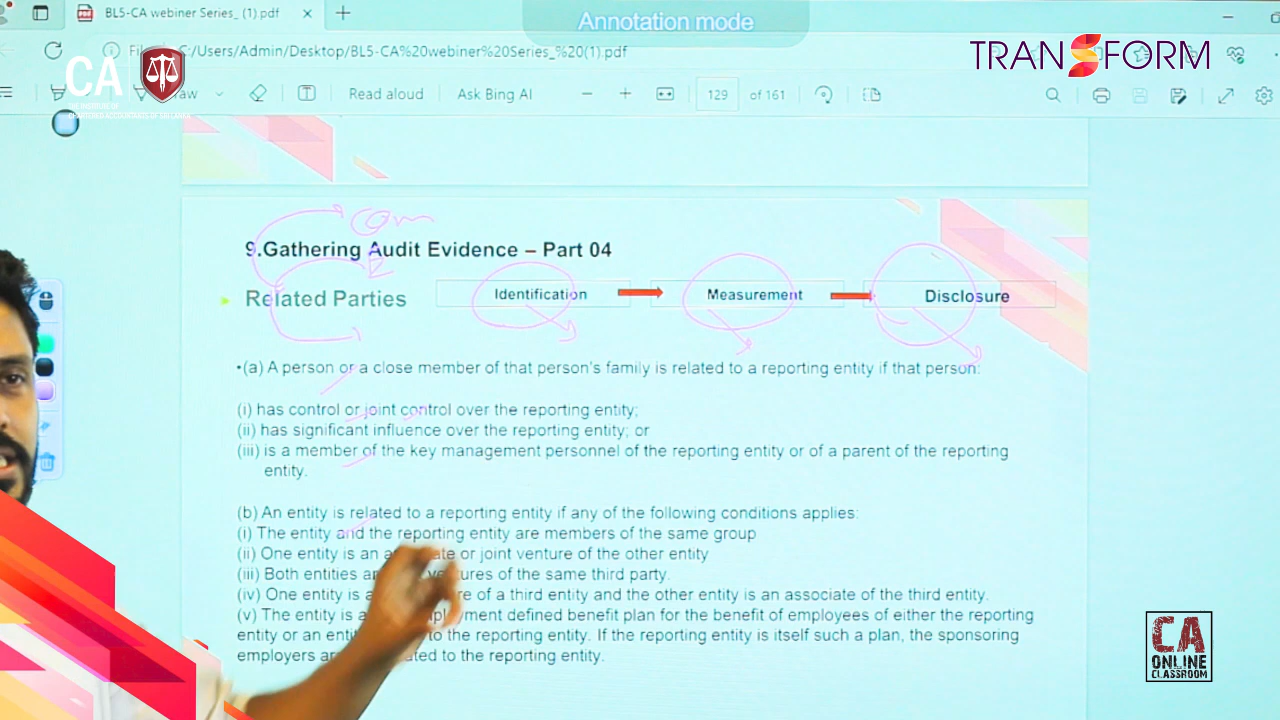 BL5-CA webiner Series_ (1).pdf
Annotation mode
C:/Users/Admin/Desktop/BL5-CA%20webiner%20Series_%20(1).pdf
CA
THE INSTITUTE OF
CHARTERED ACCOUNTANTS OF SRI LANKA
TRANSFORM
Read aloud
Ask Bing AI
129 of 161
com
9.Gathering Audit Evidence – Part 04
Related Parties
Identification
Measurement
Disclosure
•(a) A person or a close member of that person's family is related to a reporting entity if that person:
(i) has control or joint control over the reporting entity;
(ii) has significant influence over the reporting entity; or
(iii) is a member of the key management personnel of the reporting entity or of a parent of the reporting
entity.
(b) An entity is related to a reporting entity if any of the following conditions applies:
(i) The entity and the reporting entity are members of the same group
(ii) One entity is an or joint venture of the other entity
(iii) Both entities of the same third party.
(iv) One entity is a of a third entity and the other entity is an associate of the third entity.
(v) The entity is a defined benefit plan for the benefit of employees of either the reporting
entity or an to the reporting entity. If the reporting entity is itself such a plan, the sponsoring
employers to the reporting entity.
CA
ONLINE
CLASSROOM